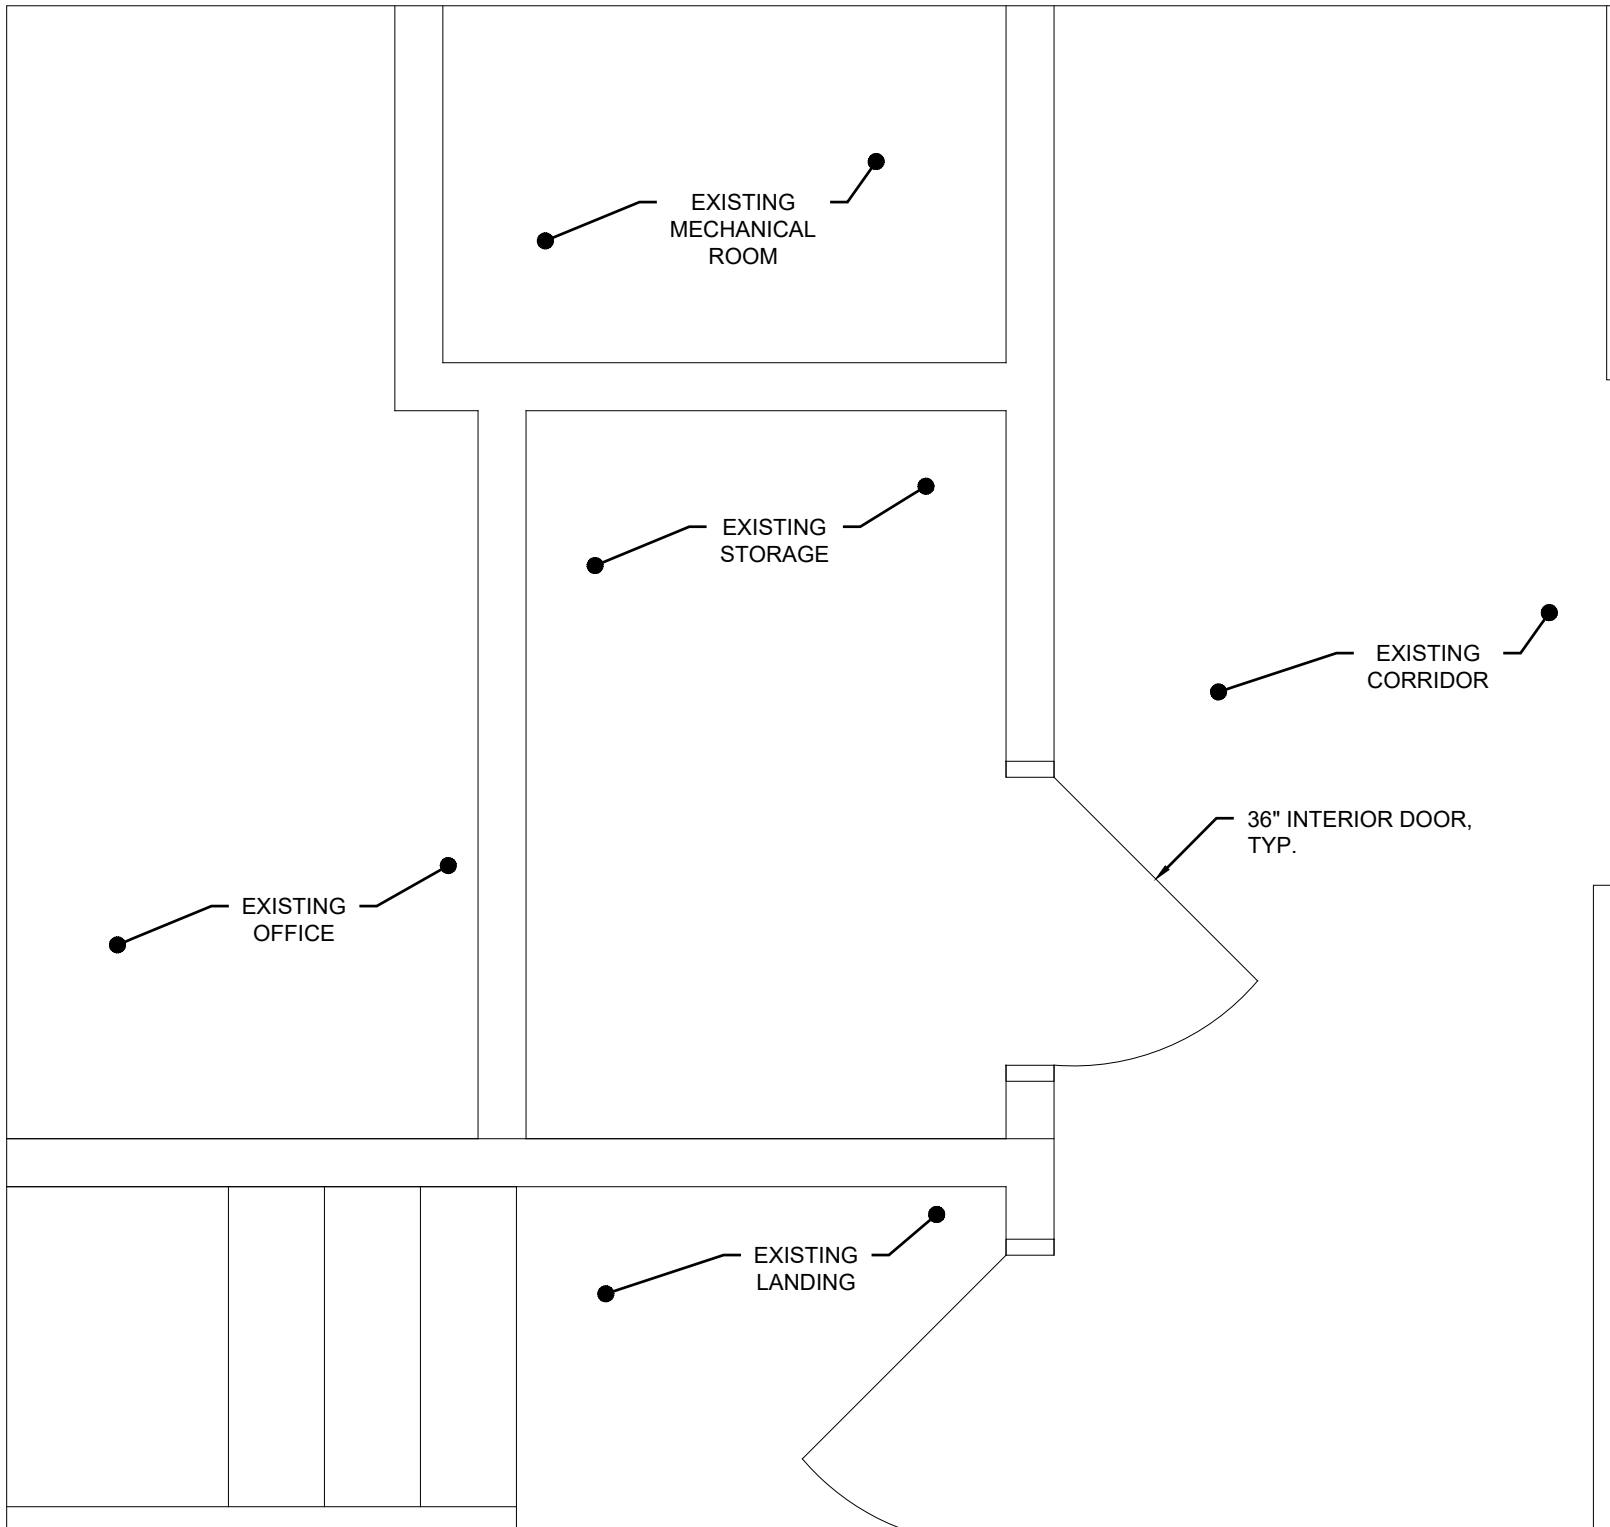 EXISTING
MECHANICAL
ROOM
EXISTING
STORAGE
EXISTING
CORRIDOR
36" INTERIOR DOOR,
TYP.
EXISTING
OFFICE
EXISTING
LANDING